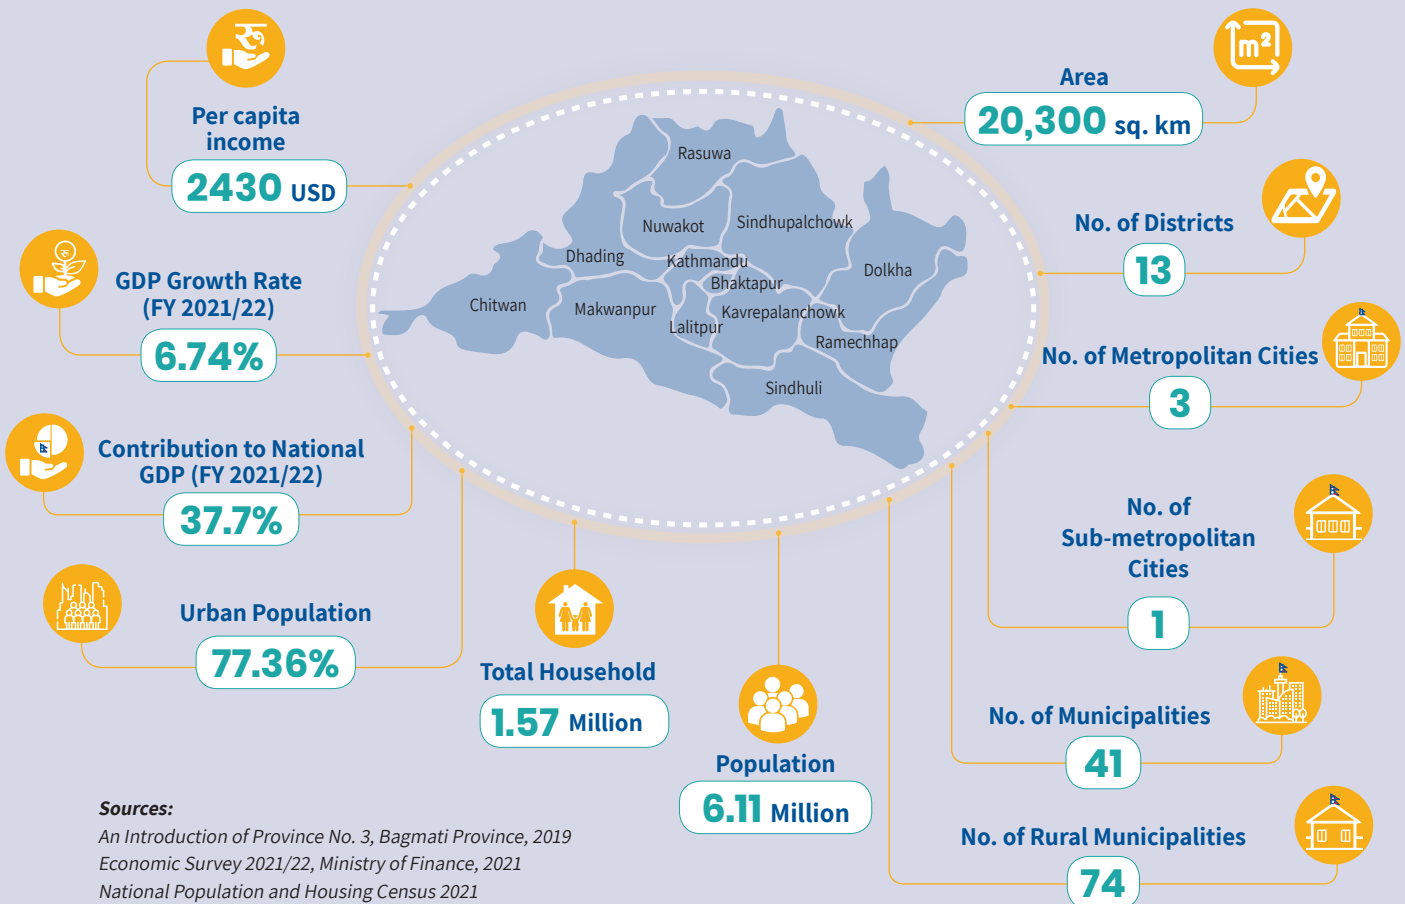 Per capita
income
2430 USD
GDP Growth Rate
(FY 2021/22)
6.74%
Contribution to National
GDP (FY 2021/22)
37.7%
Urban Population
77.36%
Total Household
1.57 Million
Population
6.11 Million
Area
20,300 sq. km
m²
No. of Districts
13
No. of Metropolitan Cities
3
No. of
Sub-metropolitan
Cities
1
No. of Municipalities
41
No. of Rural Municipalities
74
Rasuwa
Nuwakot
Sindhupalchowk
Dhading
Kathmandu
Bhaktapur
Dolkha
Chitwan
Makwanpur
Lalitpur
Kavrepalanchowk
Ramechhap
Sindhuli
Sources:
An Introduction of Province No. 3, Bagmati Province, 2019
Economic Survey 2021/22, Ministry of Finance, 2021
National Population and Housing Census 2021